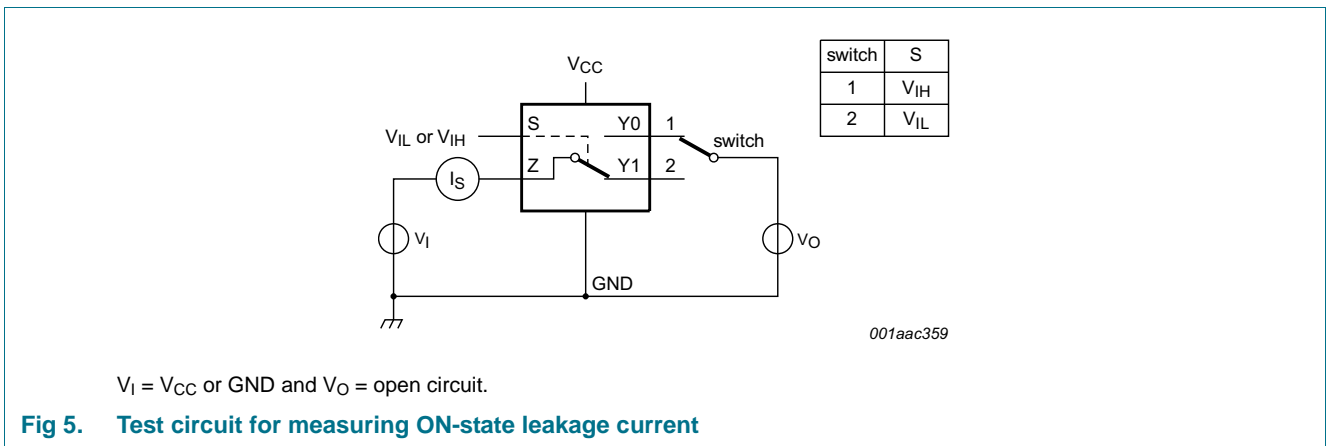 VCC
switch S
1 VIH
2 VIL
S Y0 1
switch
VIL or VIH
Z Y1 2
IS
VI
VO
GND
001aac359
VI = VCC or GND and VO = open circuit.
Fig 5. Test circuit for measuring ON-state leakage current